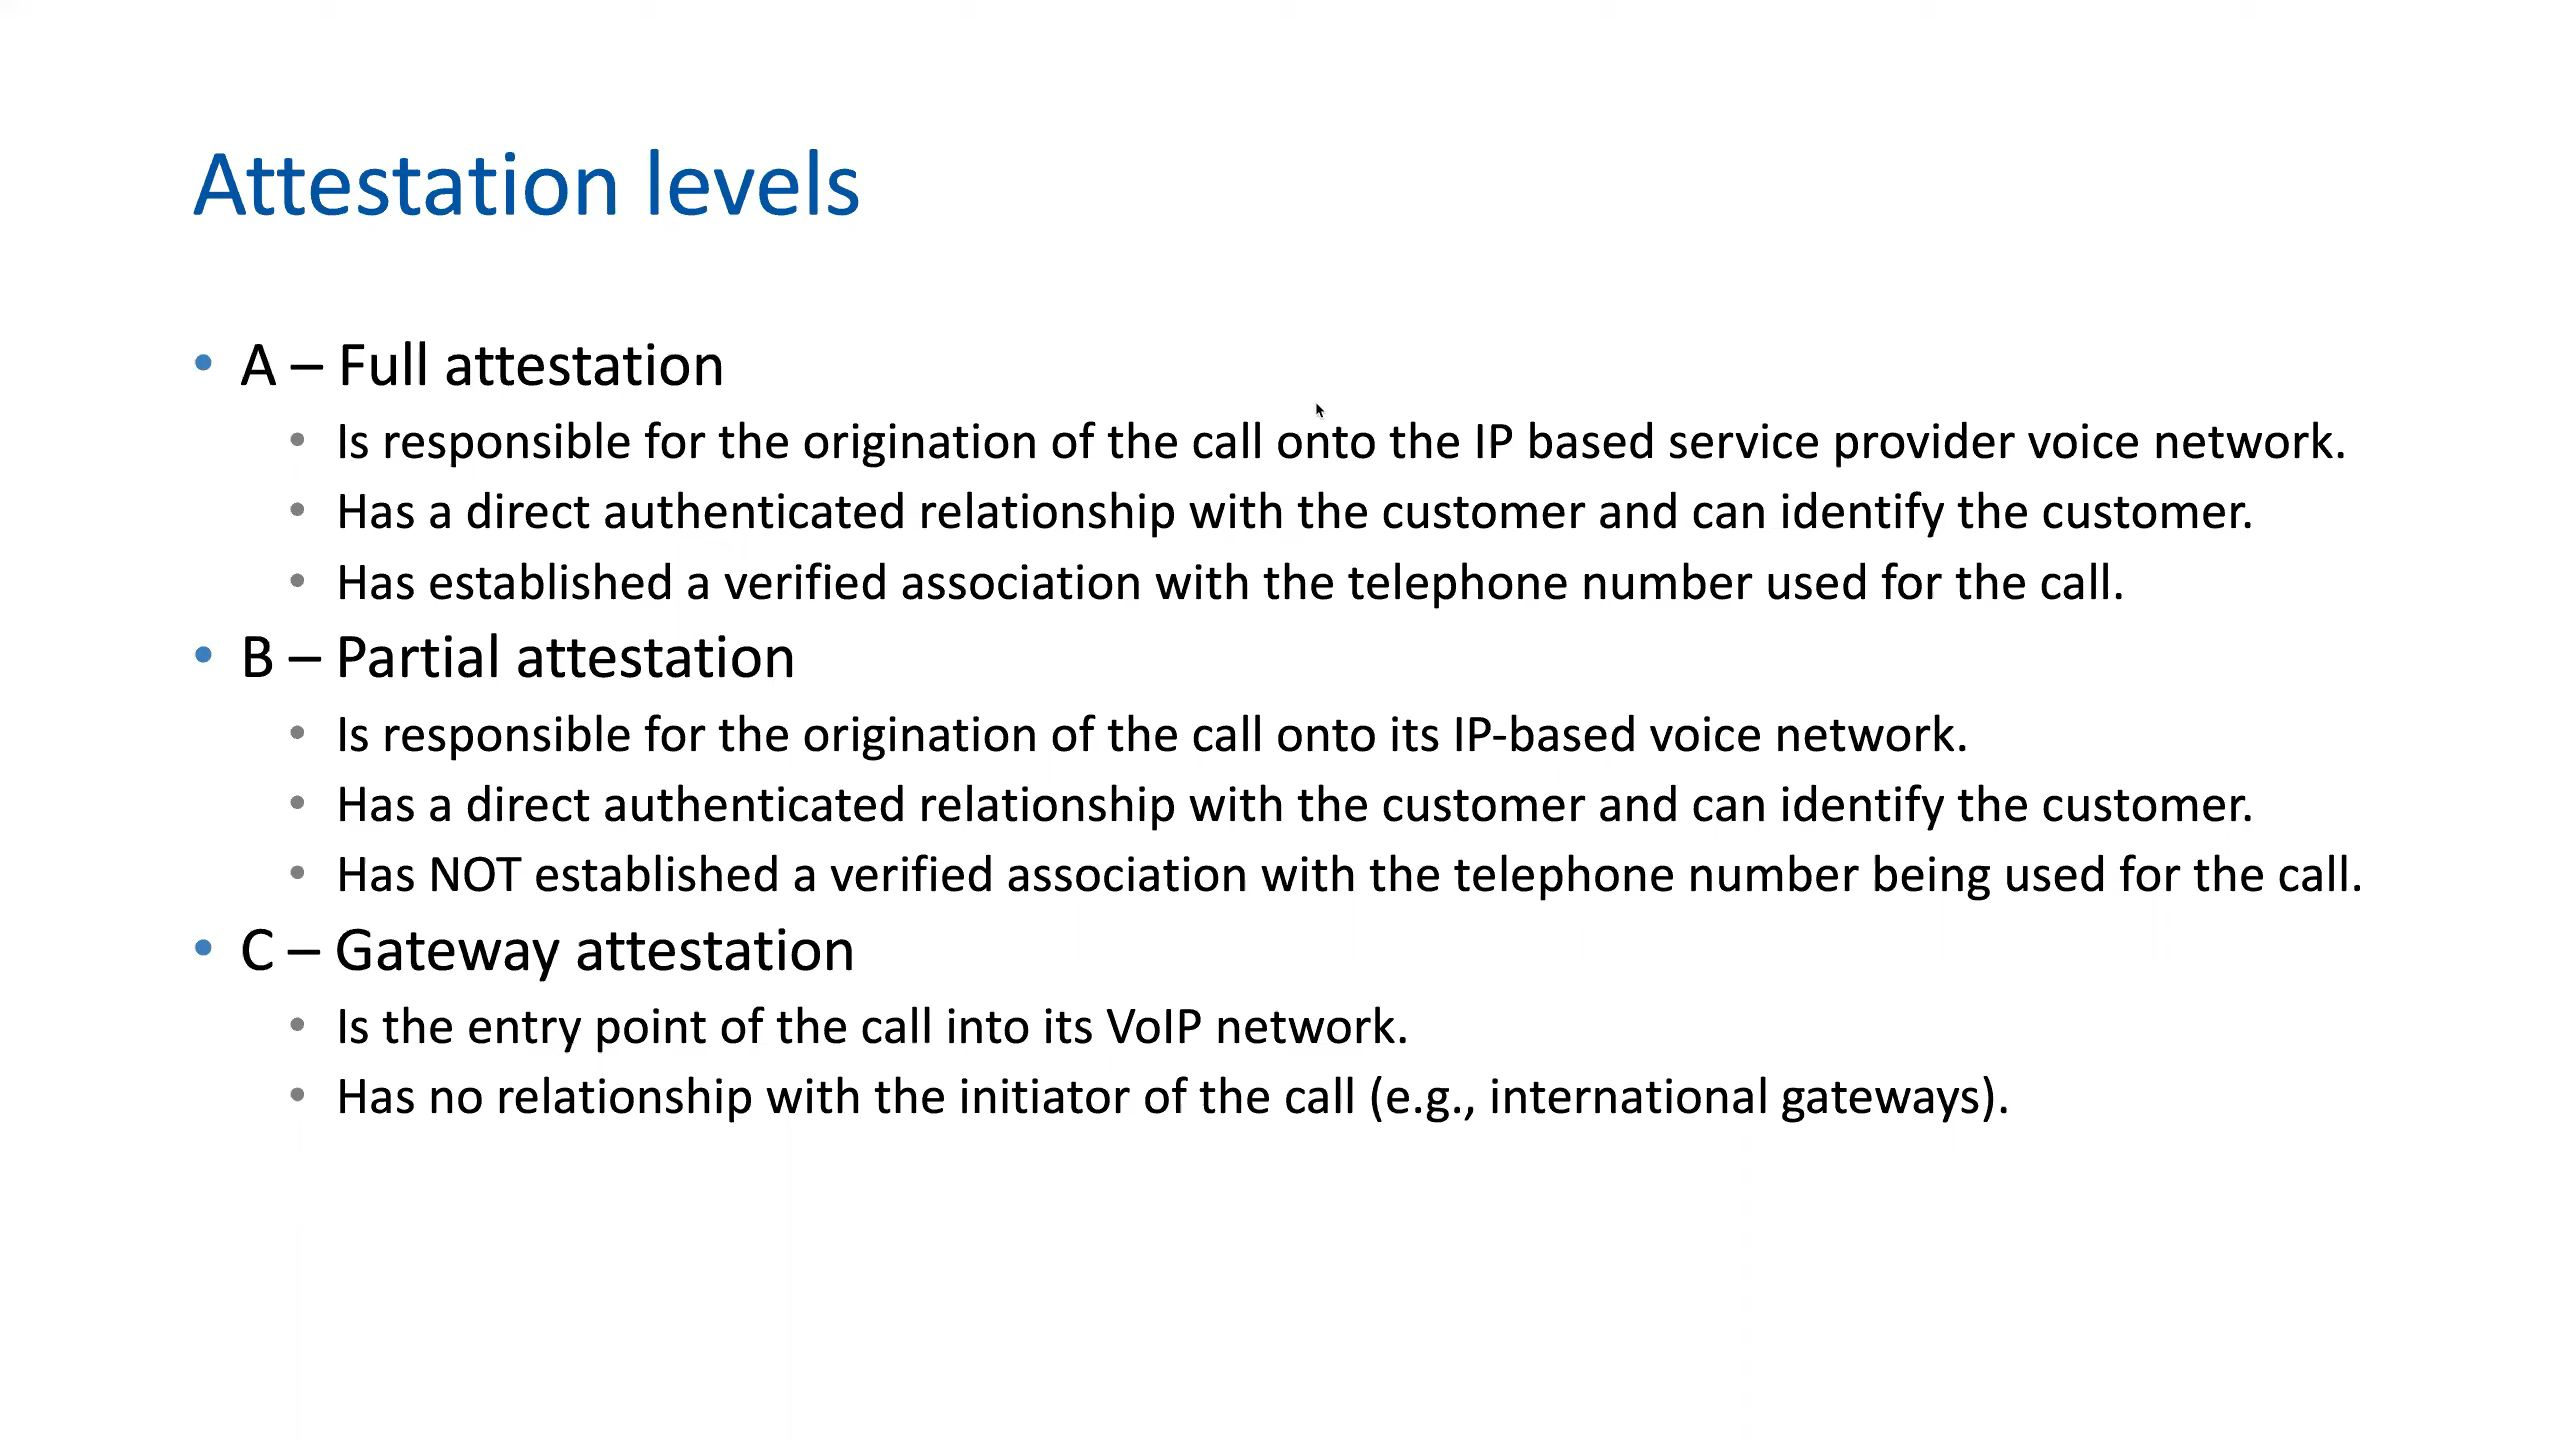 Attestation levels
• A – Full attestation
• Is responsible for the origination of the call onto the IP based service provider voice network.
• Has a direct authenticated relationship with the customer and can identify the customer.
• Has established a verified association with the telephone number used for the call.
• B – Partial attestation
• Is responsible for the origination of the call onto its IP-based voice network.
• Has a direct authenticated relationship with the customer and can identify the customer.
• Has NOT established a verified association with the telephone number being used for the call.
• C – Gateway attestation
• Is the entry point of the call into its VoIP network.
• Has no relationship with the initiator of the call (e.g., international gateways).